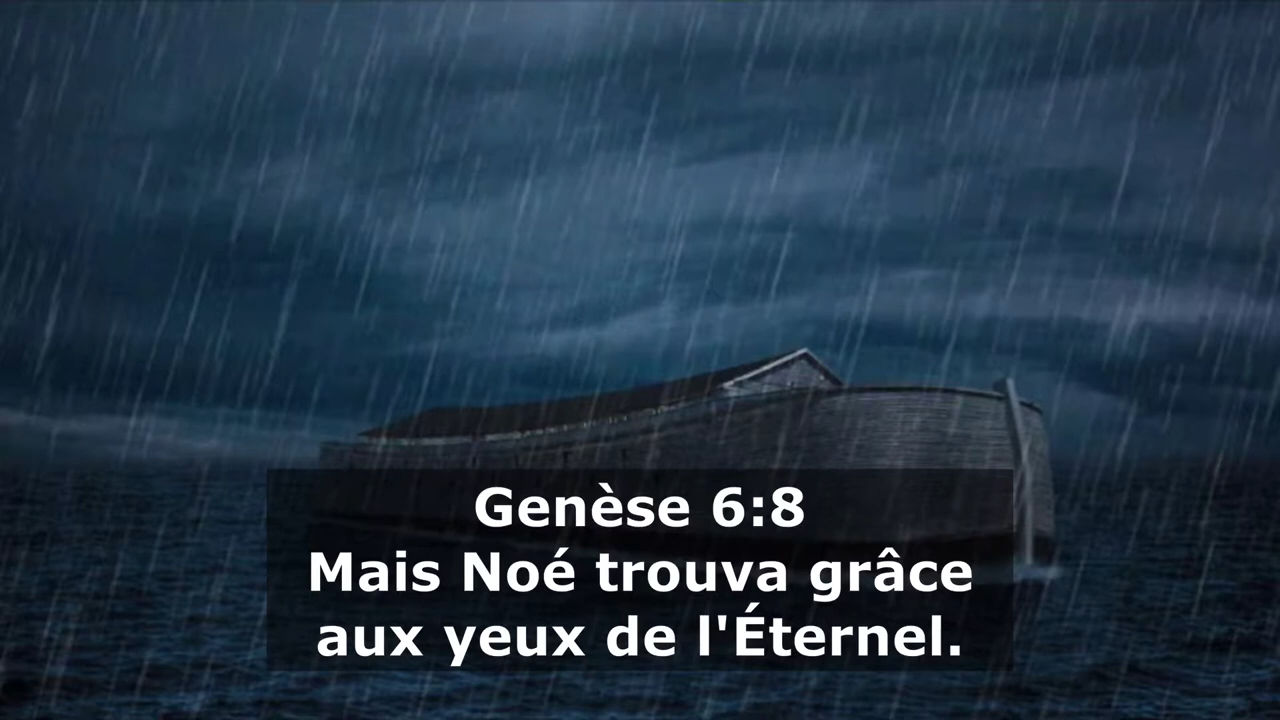 Genèse 6:8
Mais Noé trouva grâce
aux yeux de l'Éternel.